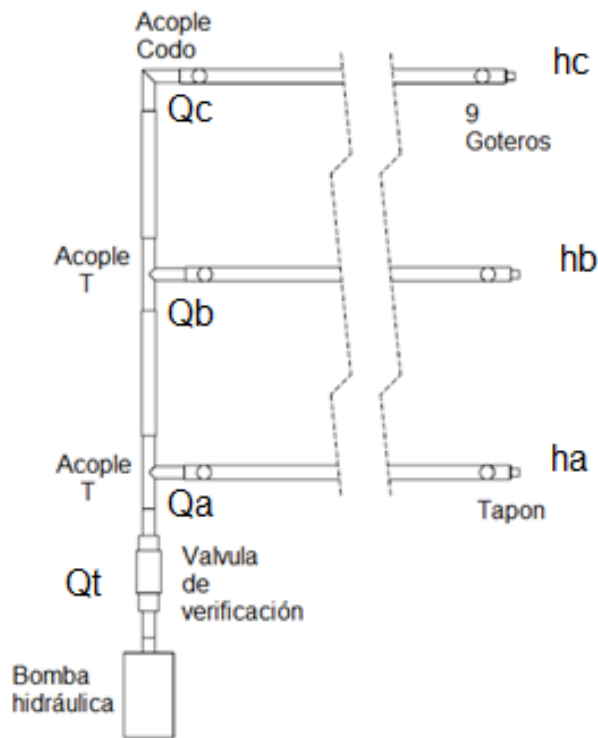 Acople
Codo
hc
Qc
9
Goteros
Acople
T
hb
Qb
Acople
T
ha
Qa
Tapon
Qt
Valvula
de
verificación
Bomba
hidráulica